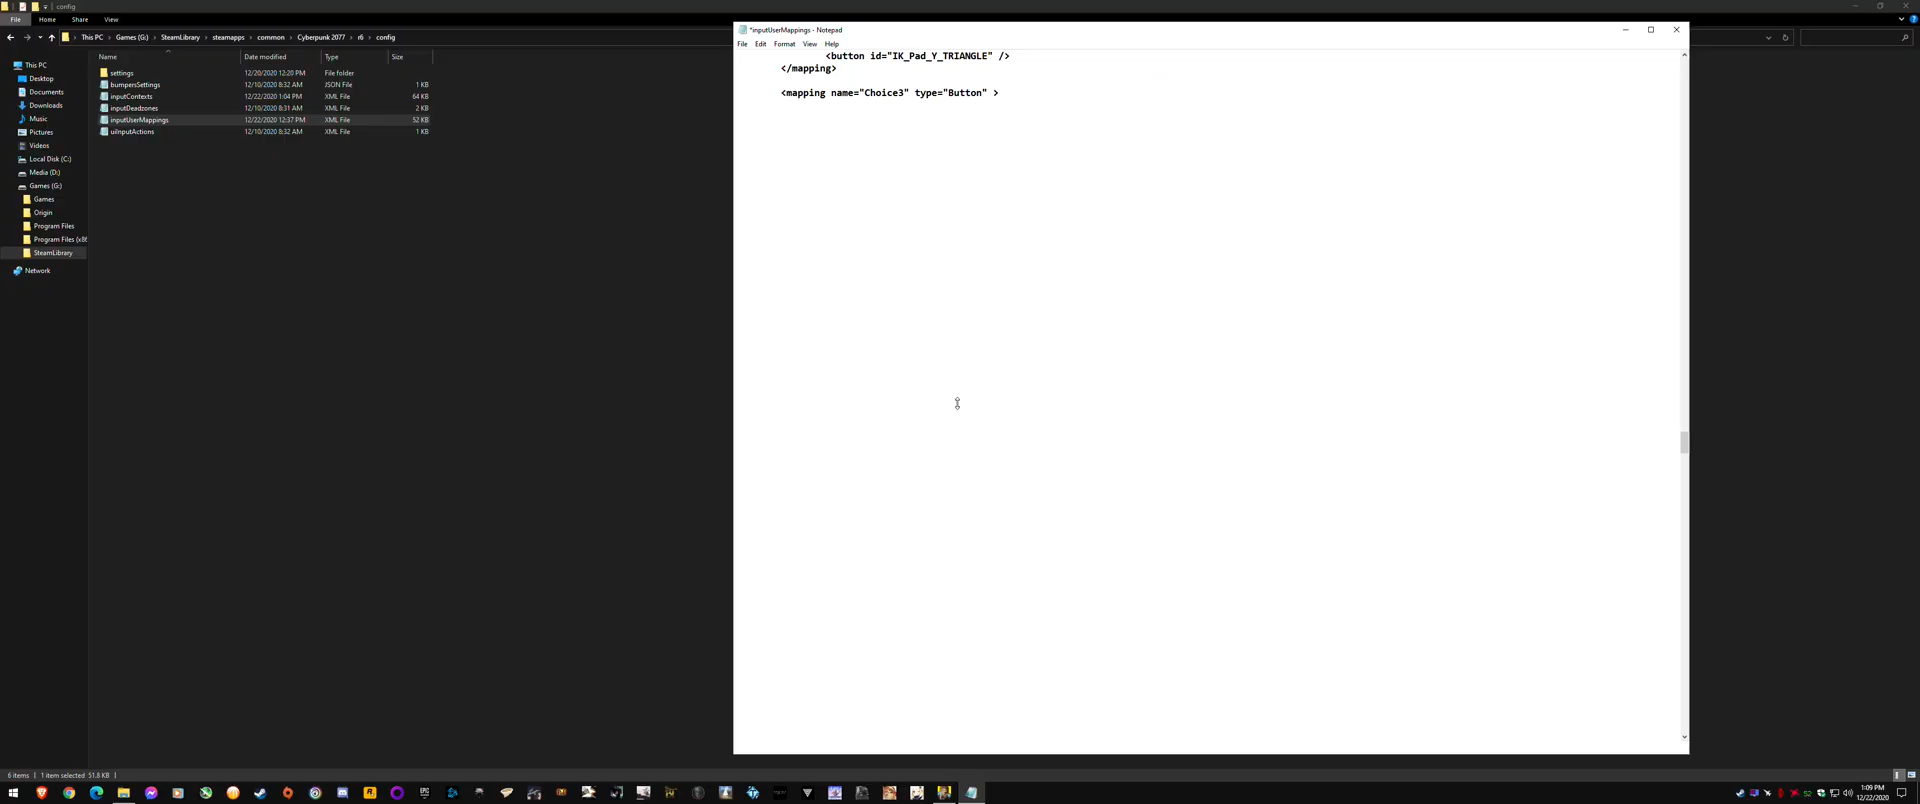 config
File Home Share View
This PC > Games (G:) > SteamLibrary > steamapps > common > Cyberpunk 2077 > r6 > config
Name Date modified Type Size
settings 12/20/2020 12:20 PM File folder
bumpersSettings 12/10/2020 8:32 AM JSON File 1 KB
inputContexts 12/22/2020 1:04 PM XML File 64 KB
inputDeadzones 12/10/2020 8:31 AM XML File 2 KB
inputUserMappings 12/22/2020 12:37 PM XML File 52 KB
uiInputActions 12/10/2020 8:32 AM XML File 1 KB
This PC
Desktop
Documents
Downloads
Music
Pictures
Videos
Local Disk (C:)
Media (D:)
Games (G:)
Games
Origin
Program Files
Program Files (x86
SteamLibrary
Network
*inputUserMappings - Notepad
File Edit Format View Help
<button id="IK_Pad_Y_TRIANGLE" />
</mapping>
<mapping name="Choice3" type="Button" >
6 items 1 item selected 51.8 KB
EPIC
52
1:09 PM
12/22/2020